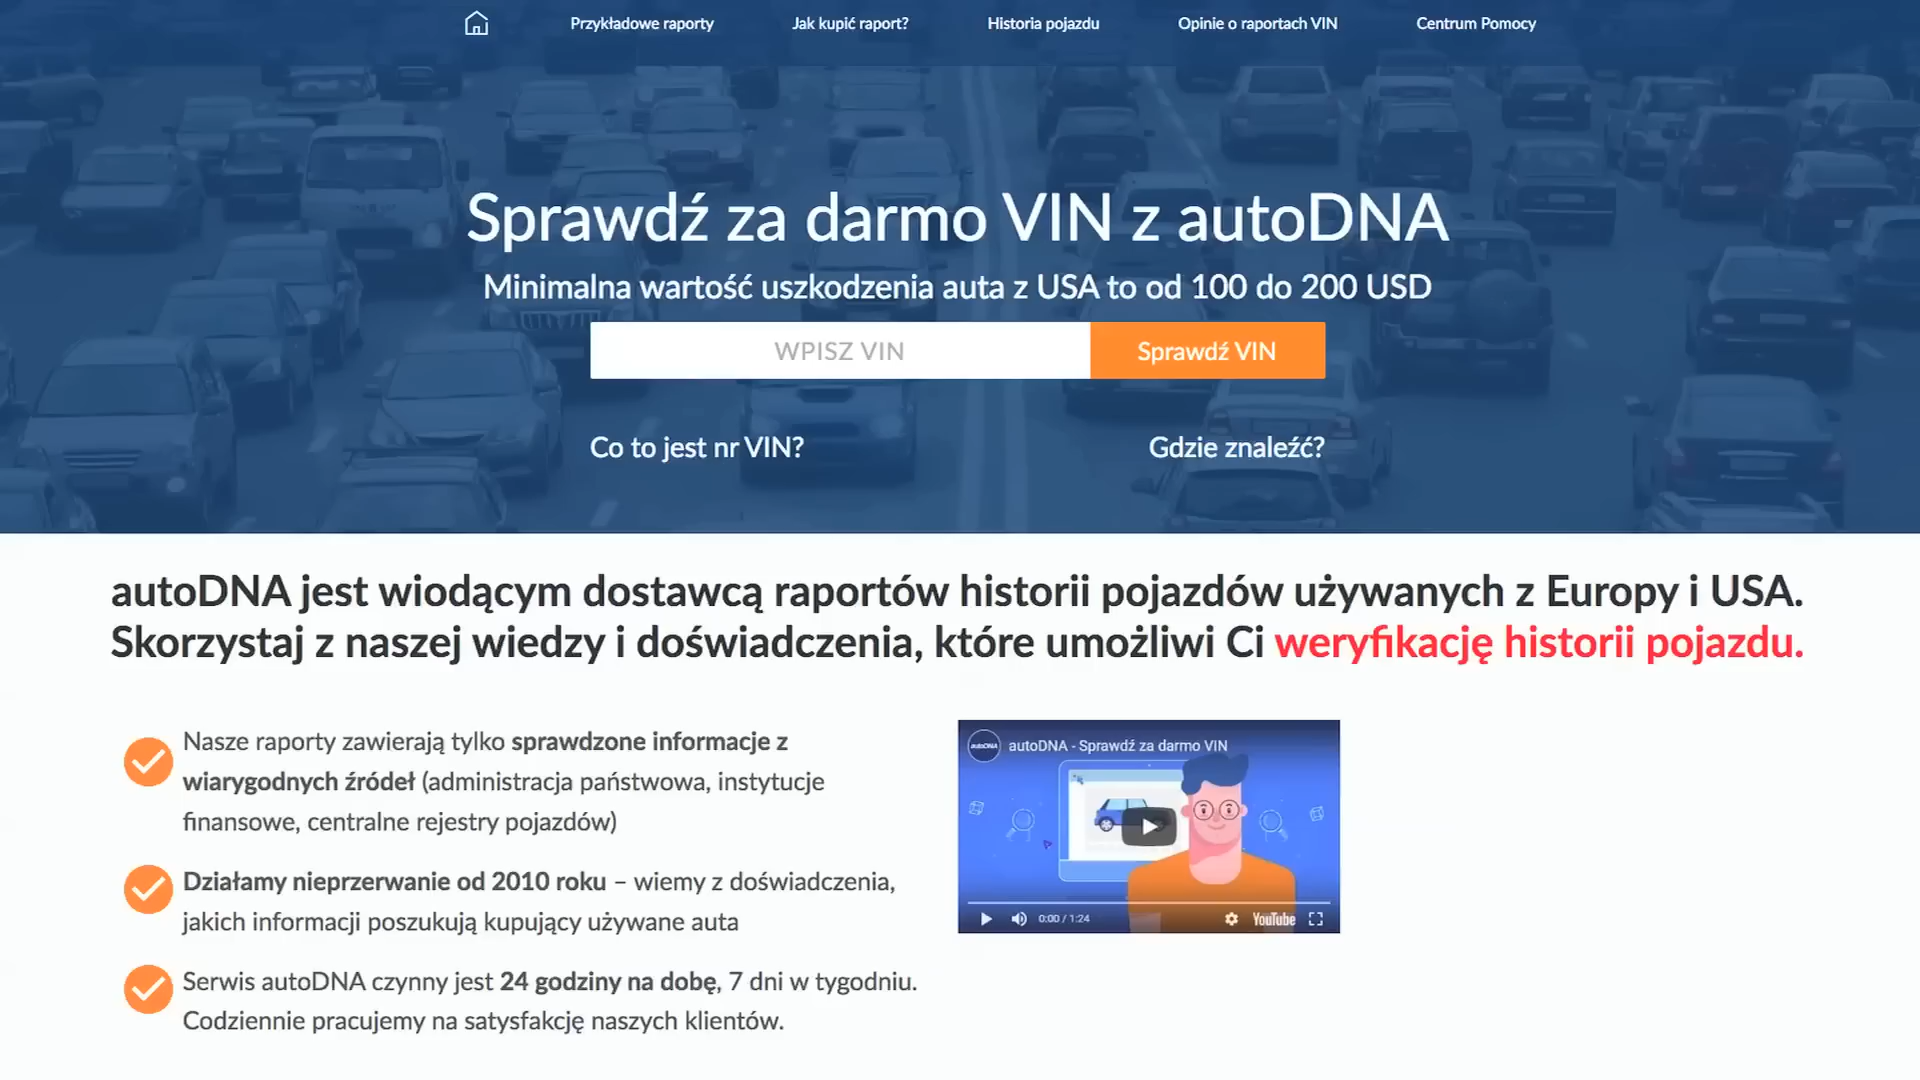 Przykładowe raporty
Jak kupić raport?
Historia pojazdu
Opinie o raportach VIN
Centrum Pomocy
Sprawdź za darmo VIN z autoDNA
Minimalna wartość uszkodzenia auta z USA to od 100 do 200 USD
WPISZ VIN
Sprawdź VIN
Co to jest nr VIN?
Gdzie znaleźć?
autoDNA jest wiodącym dostawcą raportów historii pojazdów używanych z Europy i USA.
Skorzystaj z naszej wiedzy i doświadczenia, które umożliwi Ci weryfikację historii pojazdu.
Nasze raporty zawierają tylko sprawdzone informacje z
wiarygodnych źródeł (administracja państwowa, instytucje
finansowe, centralne rejestry pojazdów)
Działamy nieprzerwanie od 2010 roku – wiemy z doświadczenia,
jakich informacji poszukują kupujący używane auta
Serwis autoDNA czynny jest 24 godziny na dobę, 7 dni w tygodniu.
Codziennie pracujemy na satysfakcję naszych klientów.
autoDNA
autoDNA - Sprawdź za darmo VIN
0:00 / 1:24
YouTube